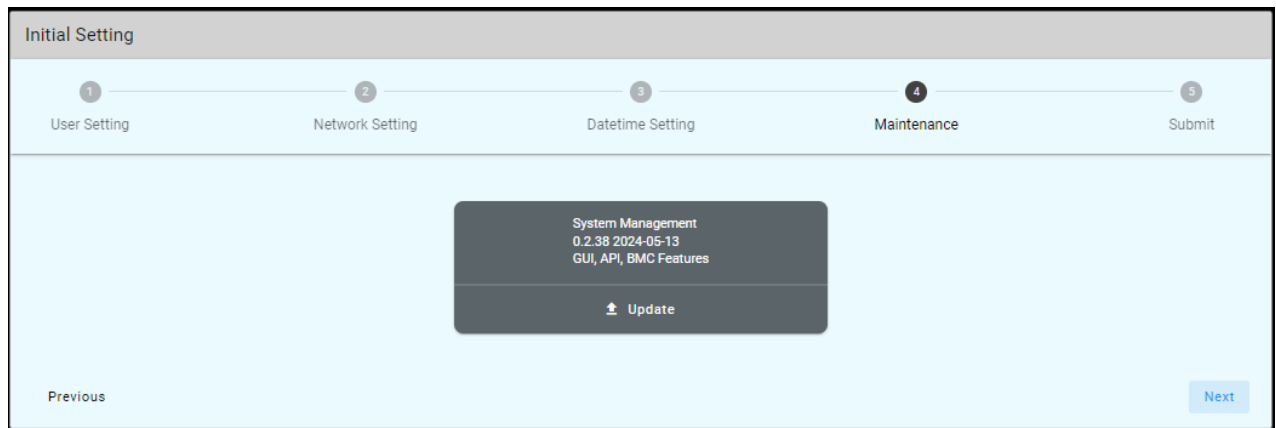 Initial Setting
1
2
3
4
5
User Setting
Network Setting
Datetime Setting
Maintenance
Submit
System Management
0.2.38 2024-05-13
GUI, API, BMC Features
Update
Previous
Next